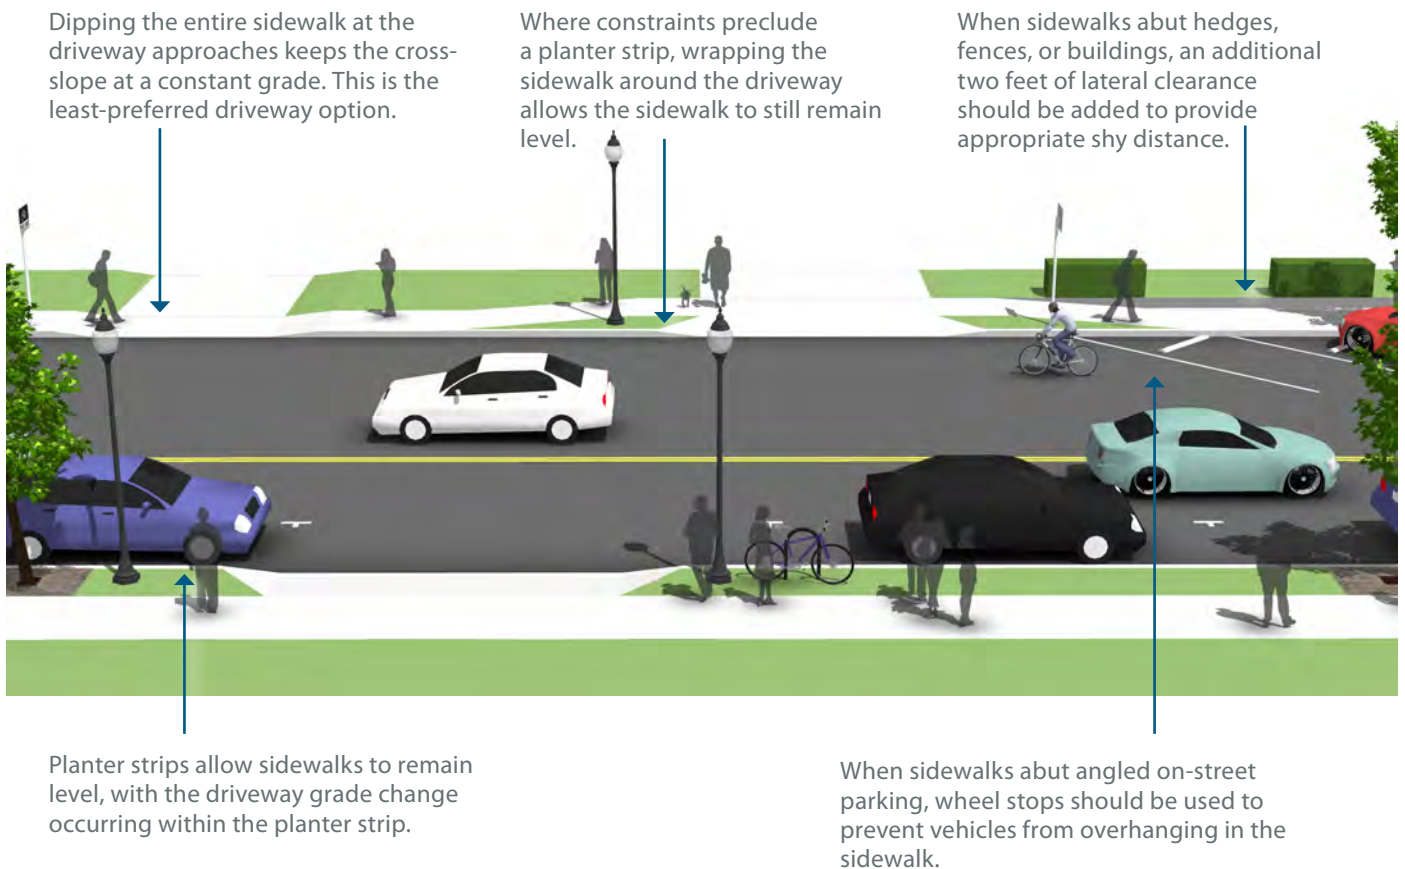 Dipping the entire sidewalk at the
driveway approaches keeps the cross-
slope at a constant grade. This is the
least-preferred driveway option.
Where constraints preclude
a planter strip, wrapping the
sidewalk around the driveway
allows the sidewalk to still remain
level.
When sidewalks abut hedges,
fences, or buildings, an additional
two feet of lateral clearance
should be added to provide
appropriate shy distance.
Planter strips allow sidewalks to remain
level, with the driveway grade change
occurring within the planter strip.
When sidewalks abut angled on-street
parking, wheel stops should be used to
prevent vehicles from overhanging in the
sidewalk.